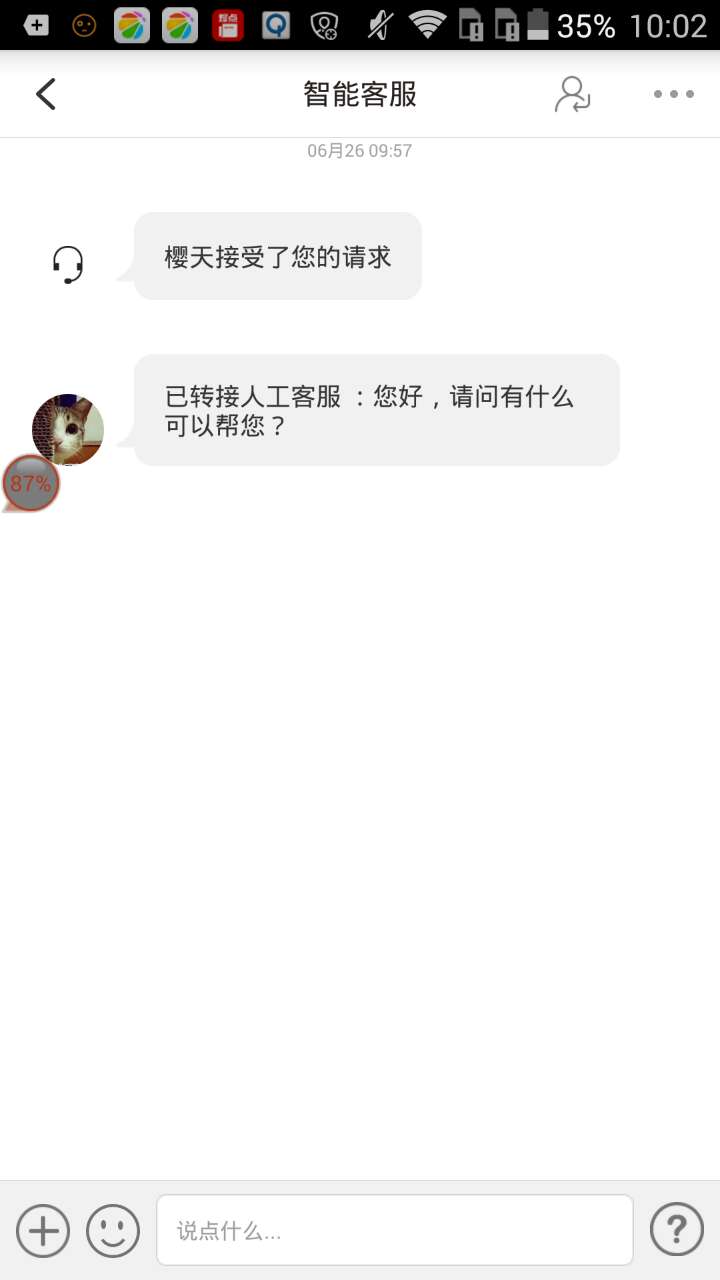 35% 10:02
智能客服
06月26 09:57
樱天接受了您的请求
已转接人工客服 ：您好，请问有什么
可以帮您？
87%
说点什么...